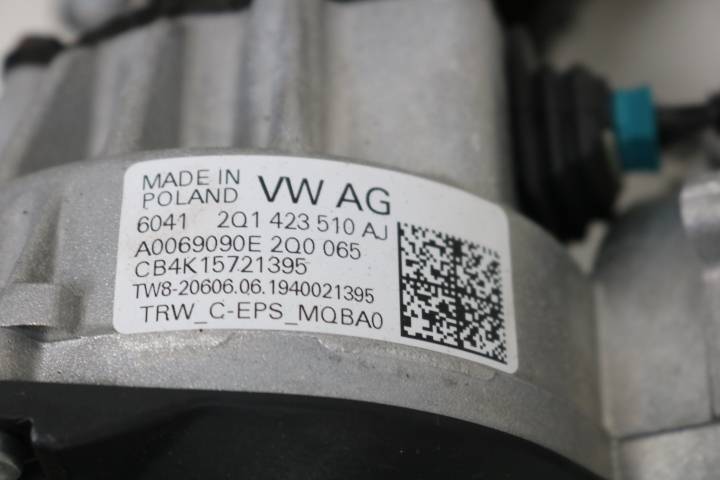 MADE IN
POLAND VW AG
6041 2Q1 423 510 AJ
A0069090E 2Q0 065
CB4K15721395
TW8-20606.06.1940021395
TRW_C-EPS_MQBA0